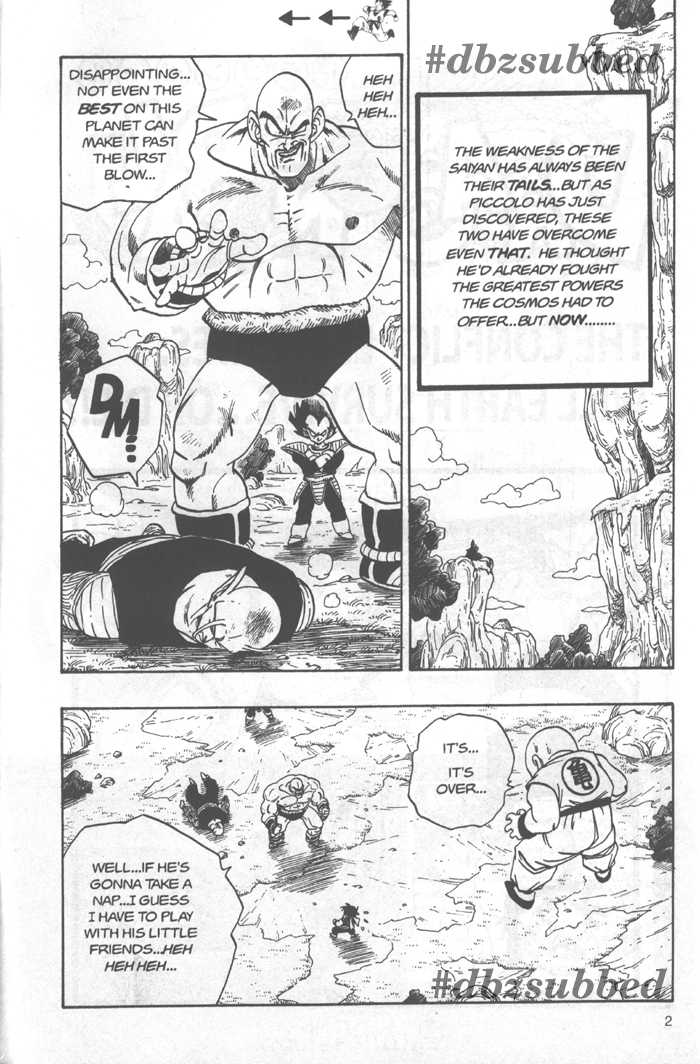 #dbzsubbed
THE WEAKNESS OF THE
SAIYAN HAS ALWAYS BEEN
THEIR TAILS...BUT AS
PICCOLO HAS JUST
DISCOVERED, THESE
TWO HAVE OVERCOME
EVEN THAT. HE THOUGHT
HE'D ALREADY FOUGHT
THE GREATEST POWERS
THE COSMOS HAD TO
OFFER...BUT NOW........
HEH
HEH
HEH...
DISAPPOINTING...
NOT EVEN THE
BEST ON THIS
PLANET CAN
MAKE IT PAST
THE FIRST
BLOW...
DM...
IT'S...
IT'S
OVER...
WELL...IF HE'S
GONNA TAKE A
NAP...I GUESS
I HAVE TO PLAY
WITH HIS LITTLE
FRIENDS...HEH
HEH HEH...
#dbzsubbed
2